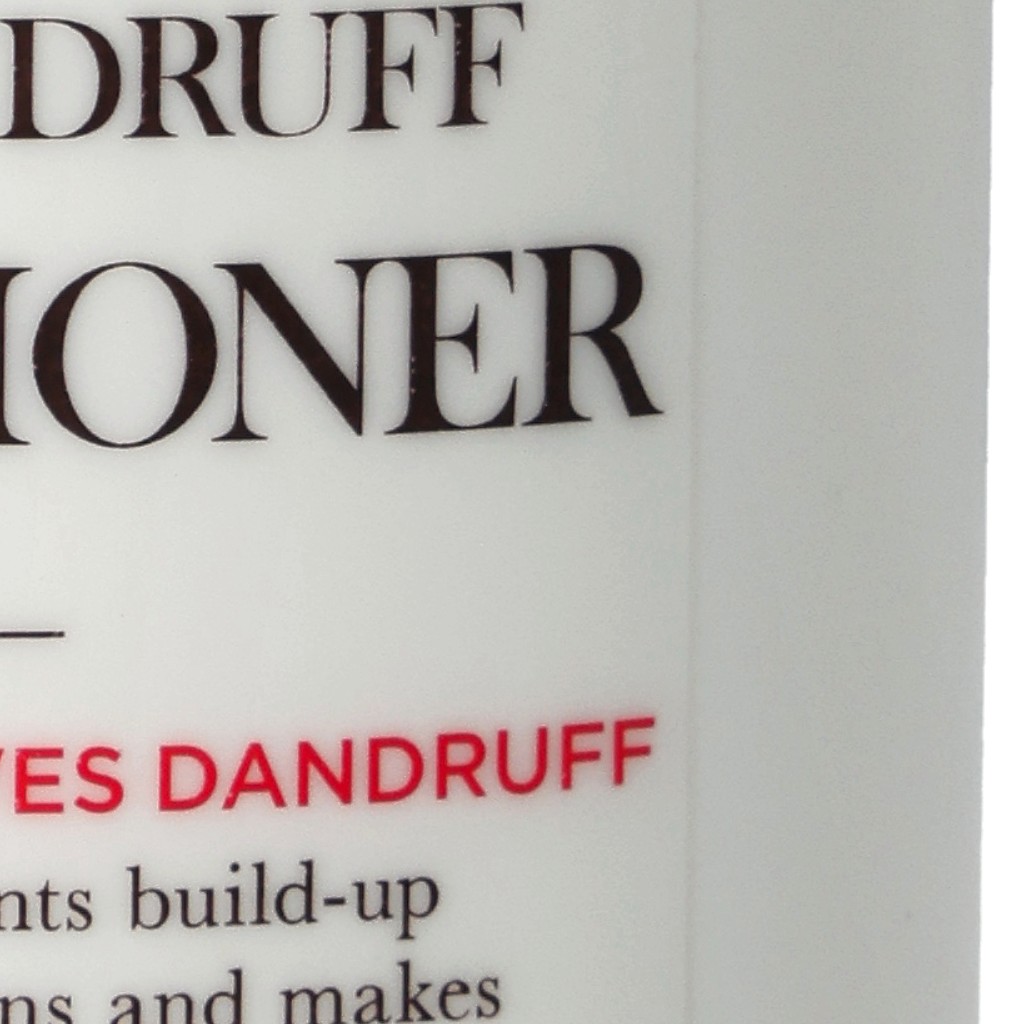 DRUFF
IONER
VES DANDRUFF
nts build-up
ns and makes